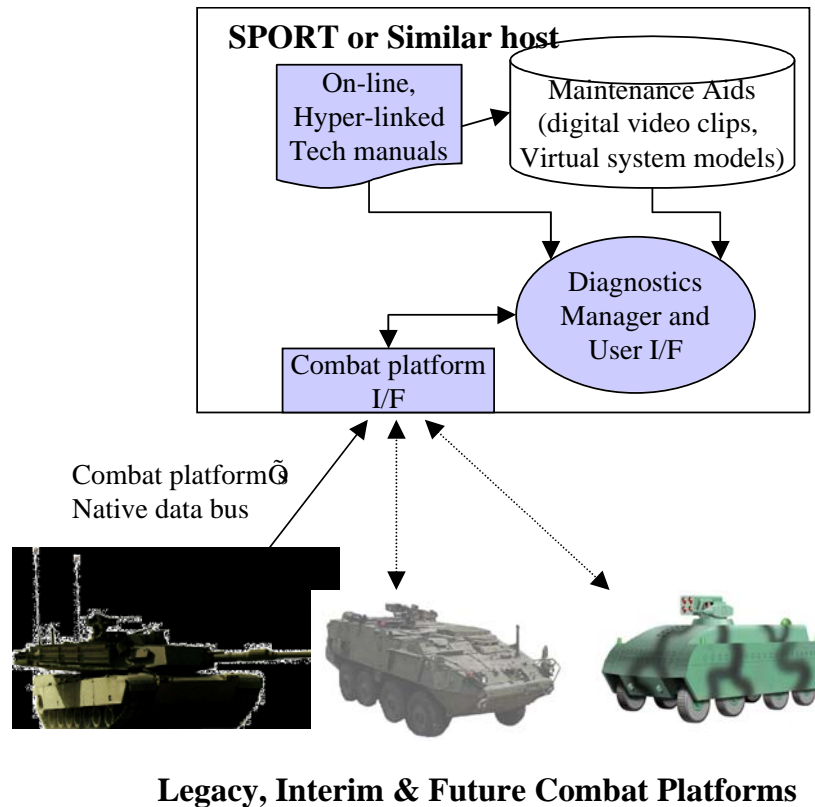 SPORT or Similar host
On-line,
Hyper-linked
Tech manuals
Maintenance Aids
(digital video clips,
Virtual system models)
Diagnostics
Manager and
User I/F
Combat platform
I/F
Combat platformÕs
Native data bus
Legacy, Interim & Future Combat Platforms